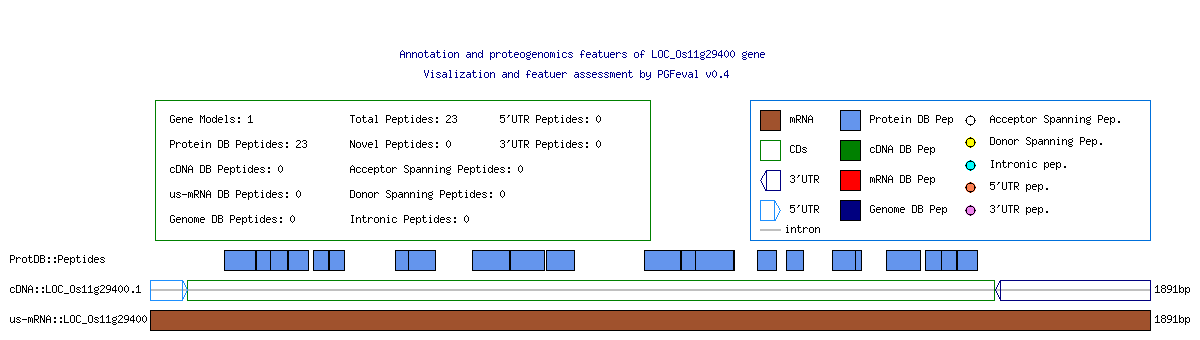 Annotation and proteogenomics featuers of LOC_Os11g29400 gene
Visalization and featuer assessment by PGFeval v0.4
Gene Models: 1
Total Peptides: 23
5'UTR Peptides: 0
Protein DB Peptides: 23
Novel Peptides: 0
3'UTR Peptides: 0
cDNA DB Peptides: 0
Acceptor Spanning Peptides: 0
us-mRNA DB Peptides: 0
Donor Spanning Peptides: 0
Genome DB Peptides: 0
Intronic Peptides: 0
mRNA
Protein DB Pep
Acceptor Spanning Pep.
CDs
cDNA DB Pep
Donor Spanning Pep.
3'UTR
mRNA DB Pep
Intronic pep.
5'UTR
Genome DB Pep
5'UTR pep.
3'UTR pep.
intron
ProtDB::Peptides
cDNA::LOC_Os11g29400.1
1891bp
us-mRNA::LOC_Os11g29400
1891bp